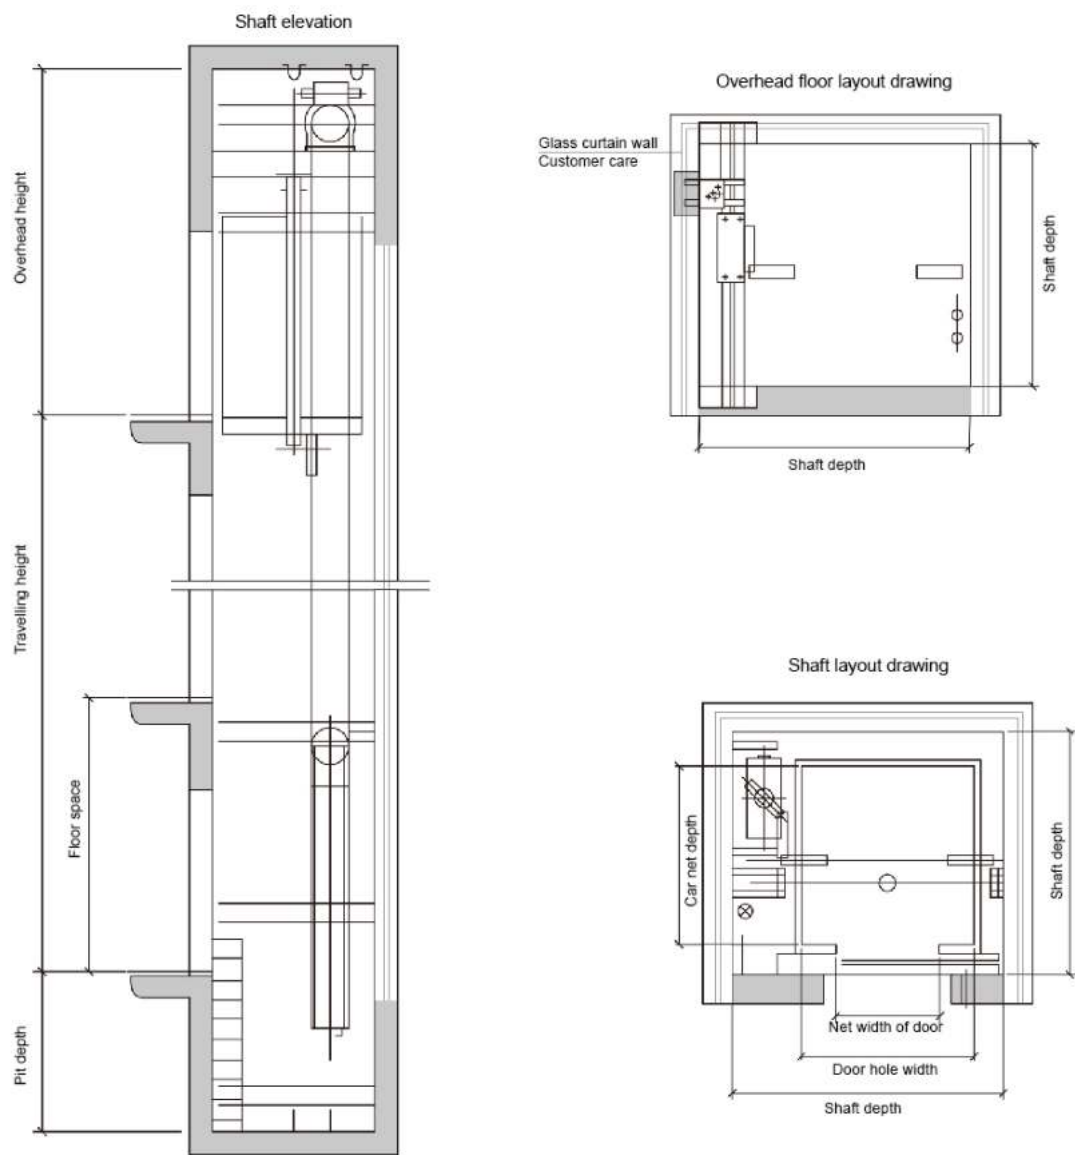 Shaft elevation
Overhead height
Travelling height
Floor space
Pit depth
Overhead floor layout drawing
Glass curtain wall
Customer care
Shaft depth
Shaft depth
Shaft layout drawing
Car net depth
Shaft depth
Net width of door
Door hole width
Shaft depth